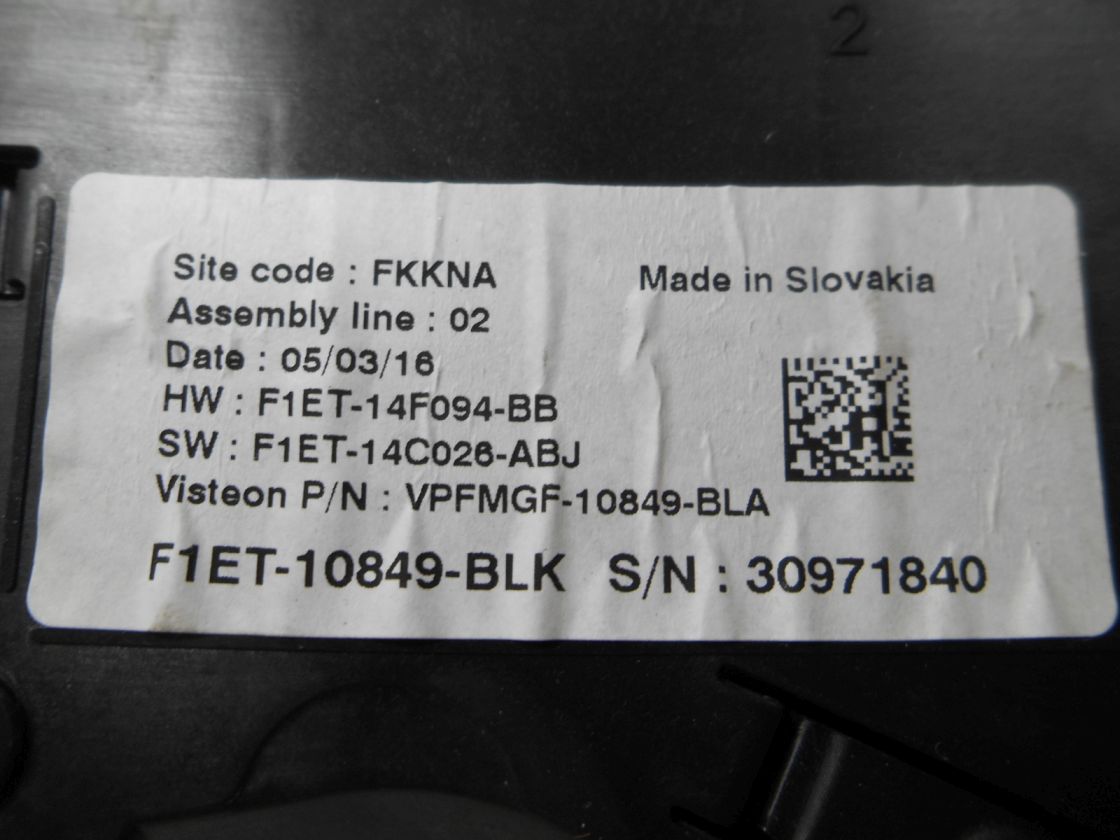 2
Site code : FKKNA
Made in Slovakia
Assembly line : 02
Date : 05/03/16
HW : F1ET-14F094-BB
SW : F1ET-14C026-ABJ
Visteon P/N : VPFMGF-10849-BLA
F1ET-10849-BLK S/N : 30971840